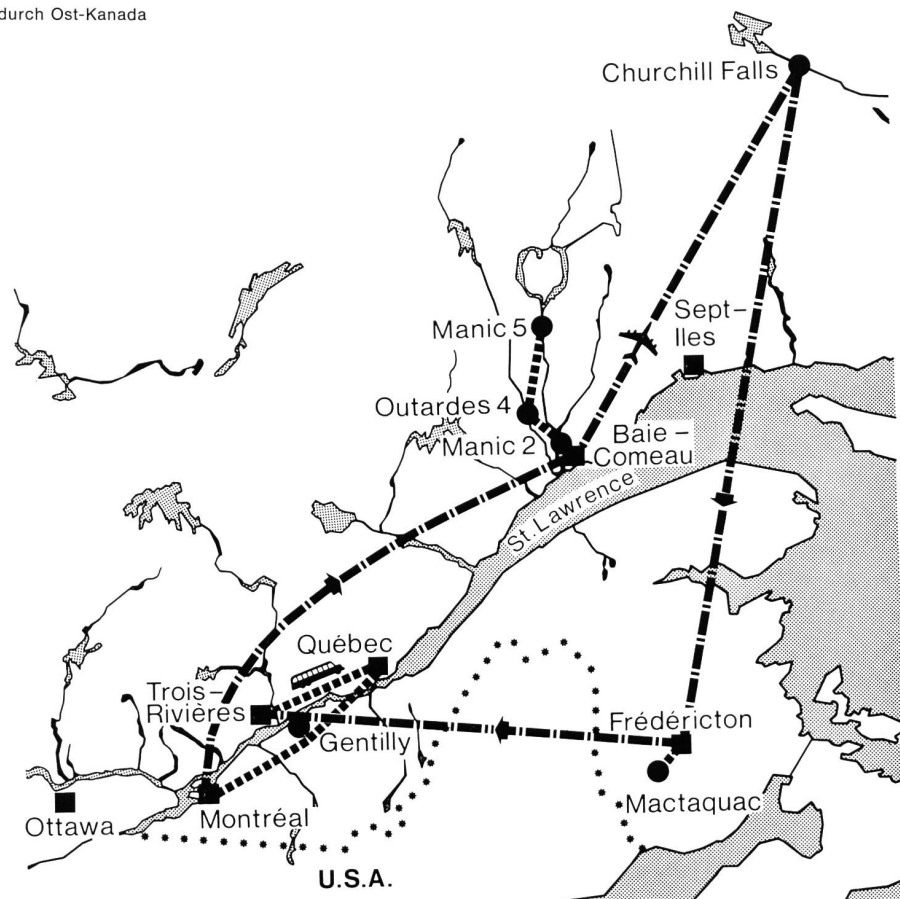 durch Ost-Kanada
Churchill Falls
Sept-
Iles
Manic 5
Outardes 4
Manic 2
Baie-
Comeau
St. Lawrence
Québec
Trois-
Rivières
Gentilly
Frédéricton
Mactaquac
Ottawa
Montréal
U.S.A.